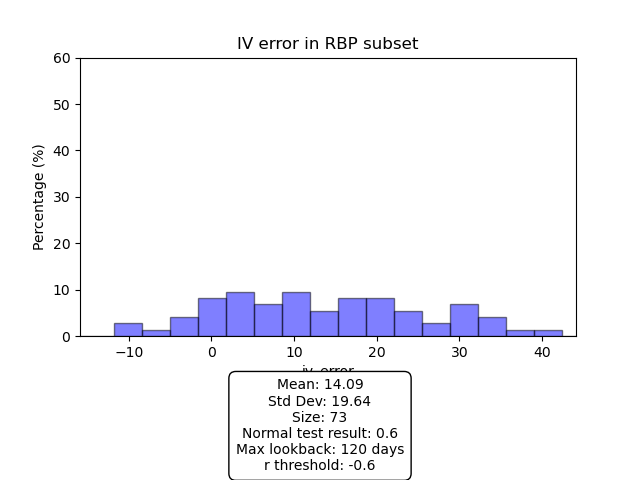 IV error in RBP subset
60
50
40
30
20
10
0
Percentage (%)
−10 0 10 20 30 40
iv_error
Mean: 14.09
Std Dev: 19.64
Size: 73
Normal test result: 0.6
Max lookback: 120 days
r threshold: -0.6